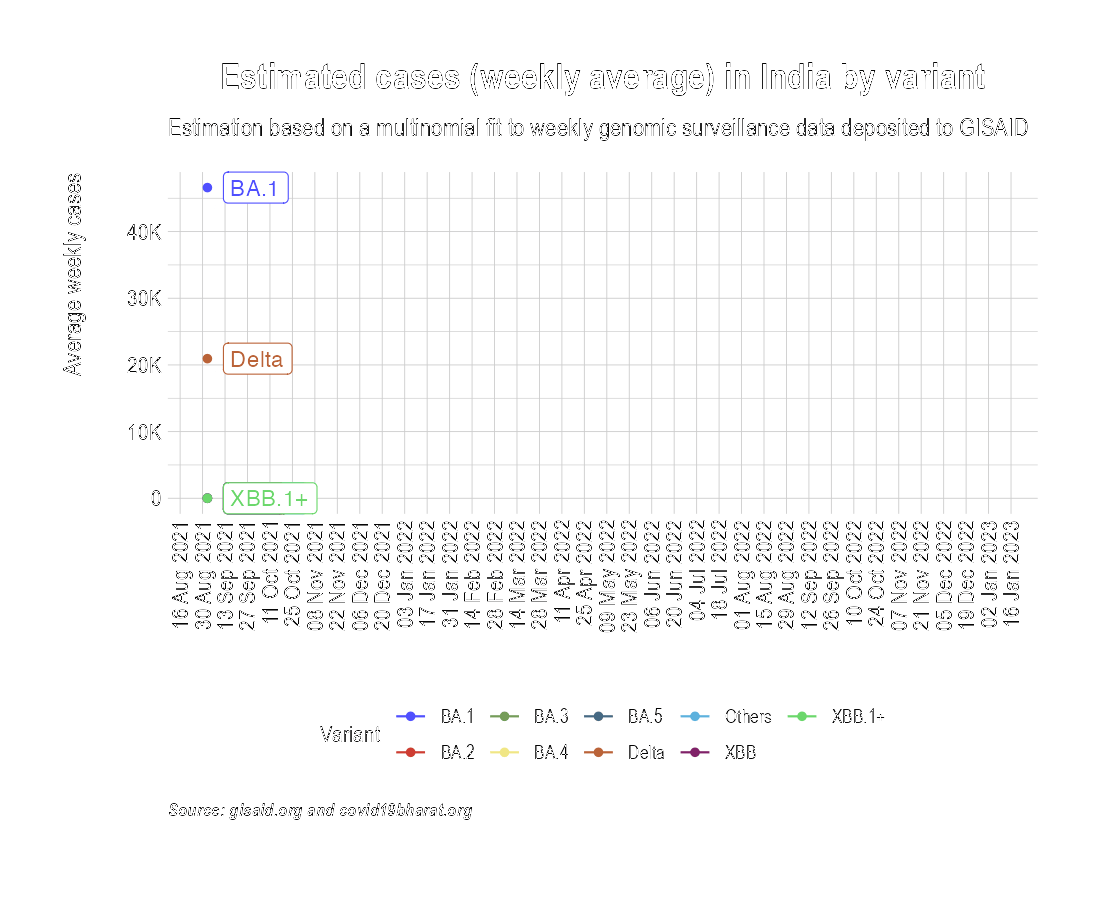 Estimated cases (weekly average) in India by variant
Estimation based on a multinomial fit to weekly genomic surveillance data deposited to GISAID
Average weekly cases
40K
30K
20K
10K
0
BA.1
Delta
XBB.1+
16 Aug 2021
30 Aug 2021
13 Sep 2021
27 Sep 2021
11 Oct 2021
25 Oct 2021
08 Nov 2021
22 Nov 2021
06 Dec 2021
20 Dec 2021
03 Jan 2022
17 Jan 2022
31 Jan 2022
14 Feb 2022
28 Feb 2022
14 Mar 2022
28 Mar 2022
11 Apr 2022
25 Apr 2022
09 May 2022
23 May 2022
06 Jun 2022
20 Jun 2022
04 Jul 2022
18 Jul 2022
01 Aug 2022
15 Aug 2022
29 Aug 2022
12 Sep 2022
26 Sep 2022
10 Oct 2022
24 Oct 2022
07 Nov 2022
21 Nov 2022
05 Dec 2022
19 Dec 2022
02 Jan 2023
16 Jan 2023
Variant
BA.1 BA.3 BA.5 Others XBB.1+
BA.2 BA.4 Delta XBB
Source: gisaid.org and covid19bharat.org